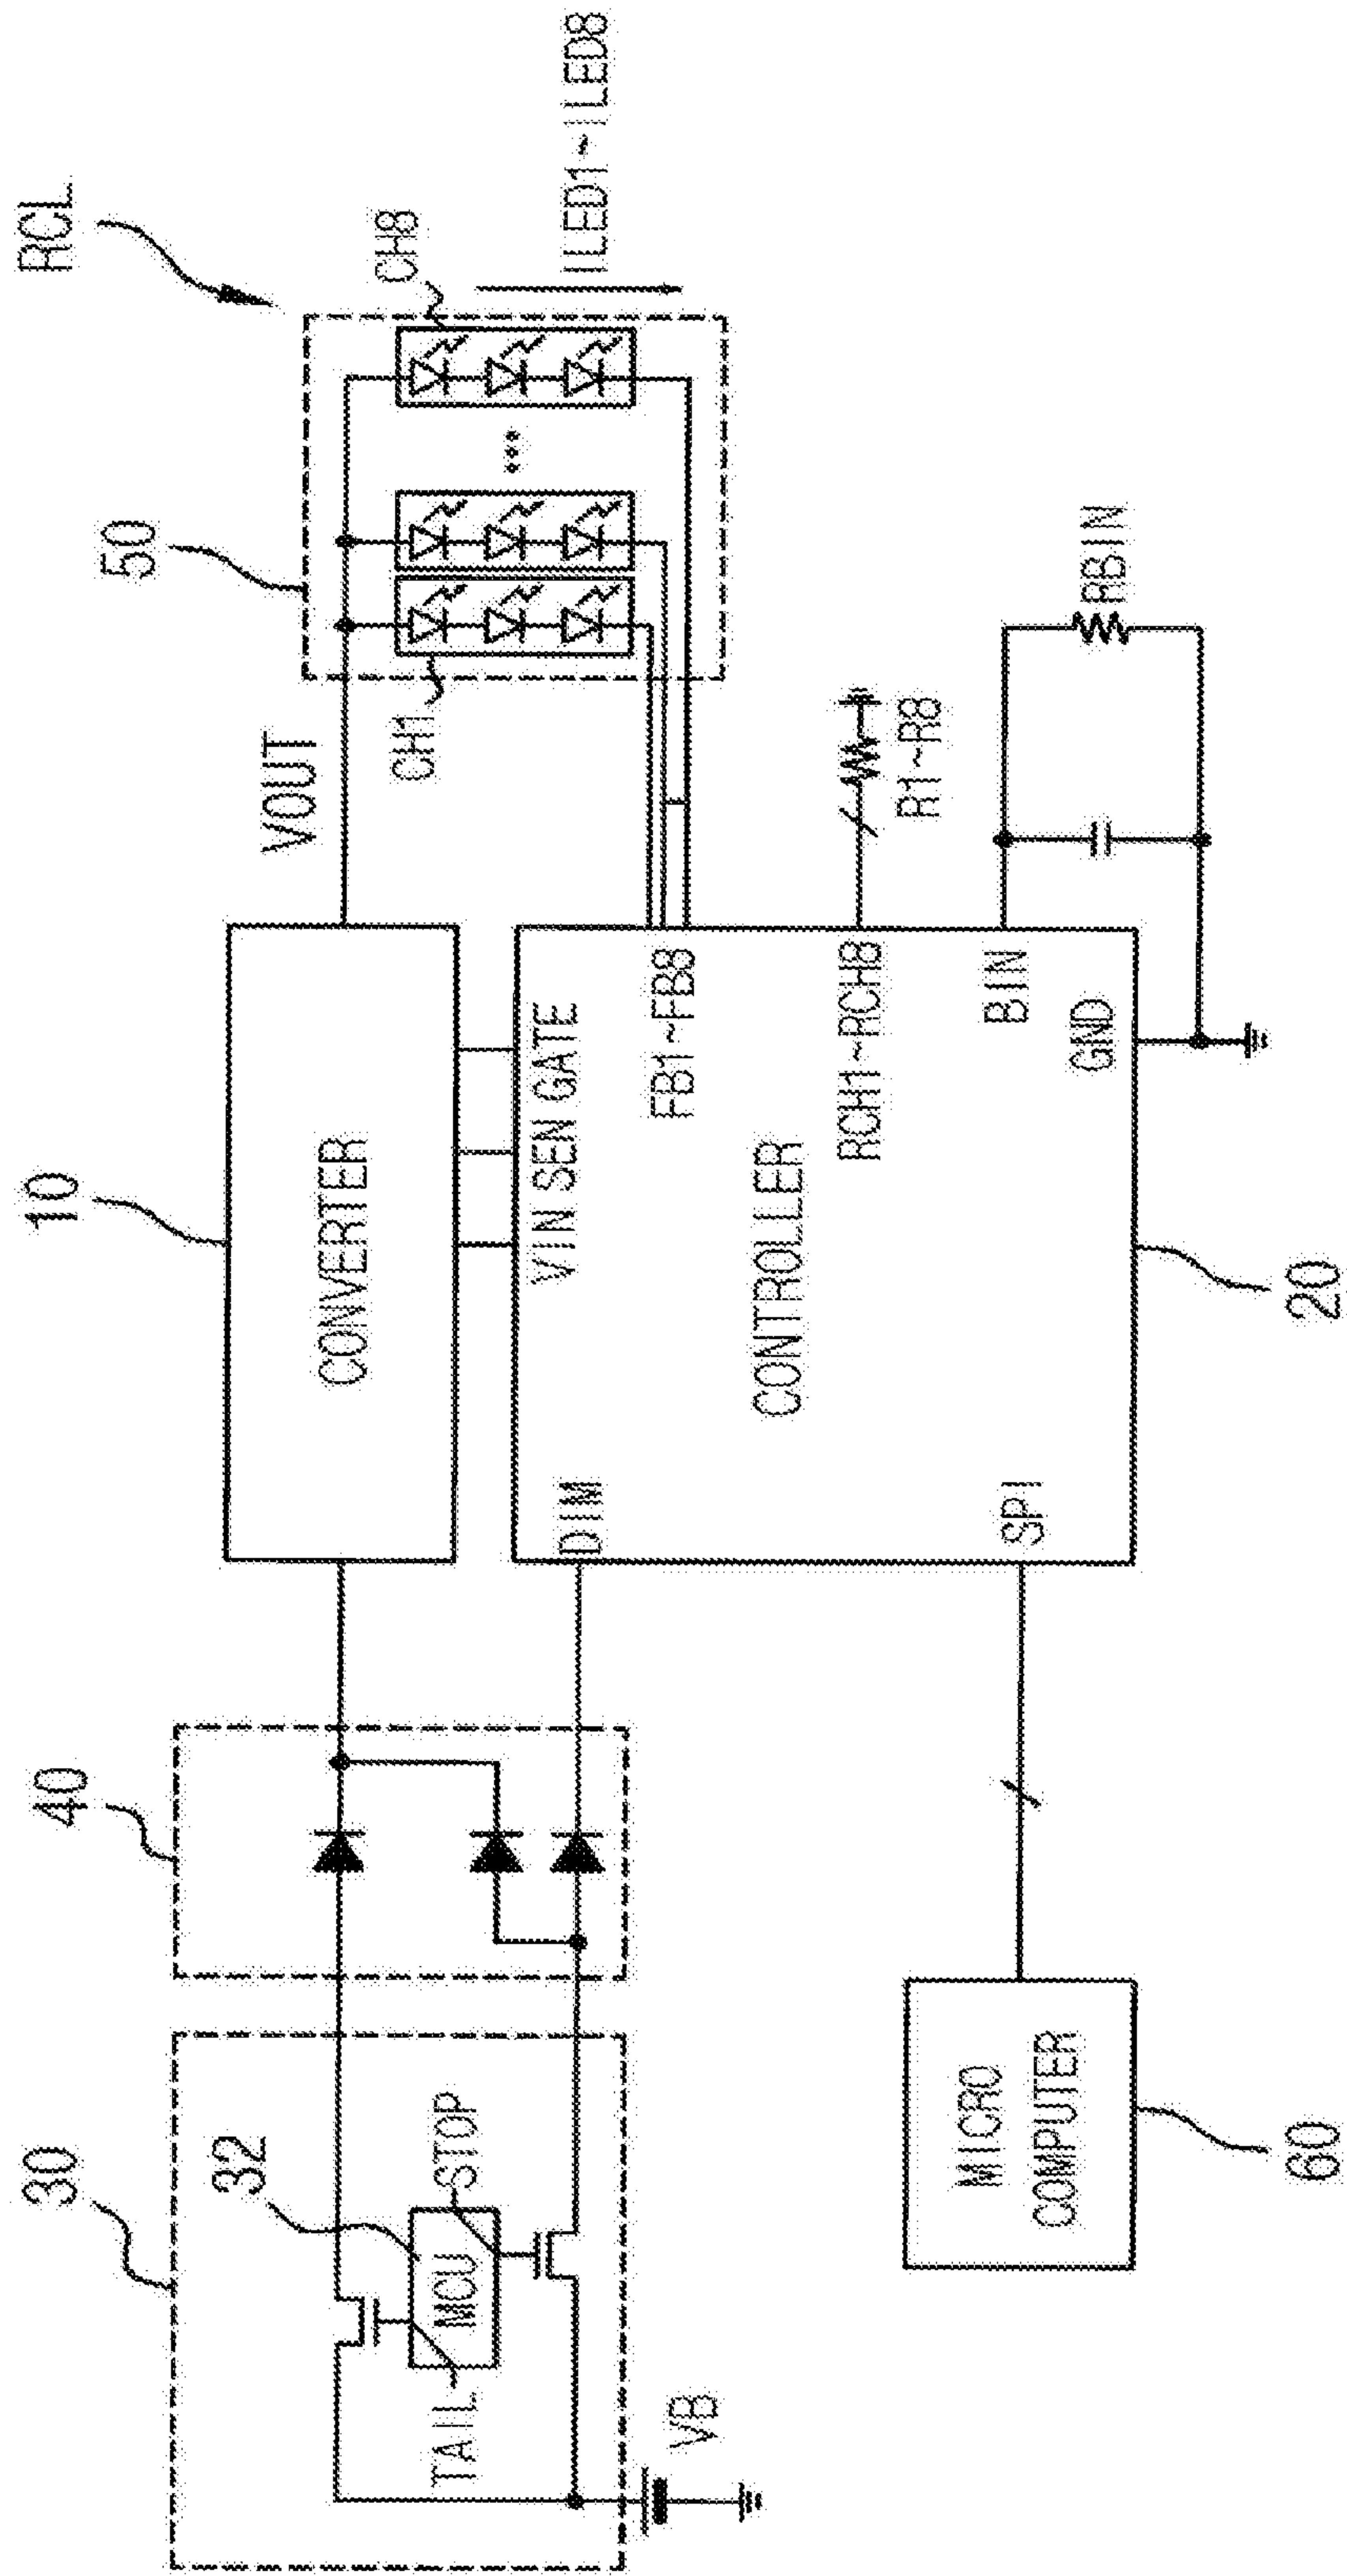 RCL
50
10
40
30
VOUT
CH1
CH8
ILED1~ILED8
CONVERTER
32
TAIL
MCU
STOP
VB
DIM
VIN SEN GATE
FB1~FB8
CONTROLLER
RCH1~RCH8
R1~R8
BIN
RBIN
GND
SPI
MICRO
COMPUTER
20
60